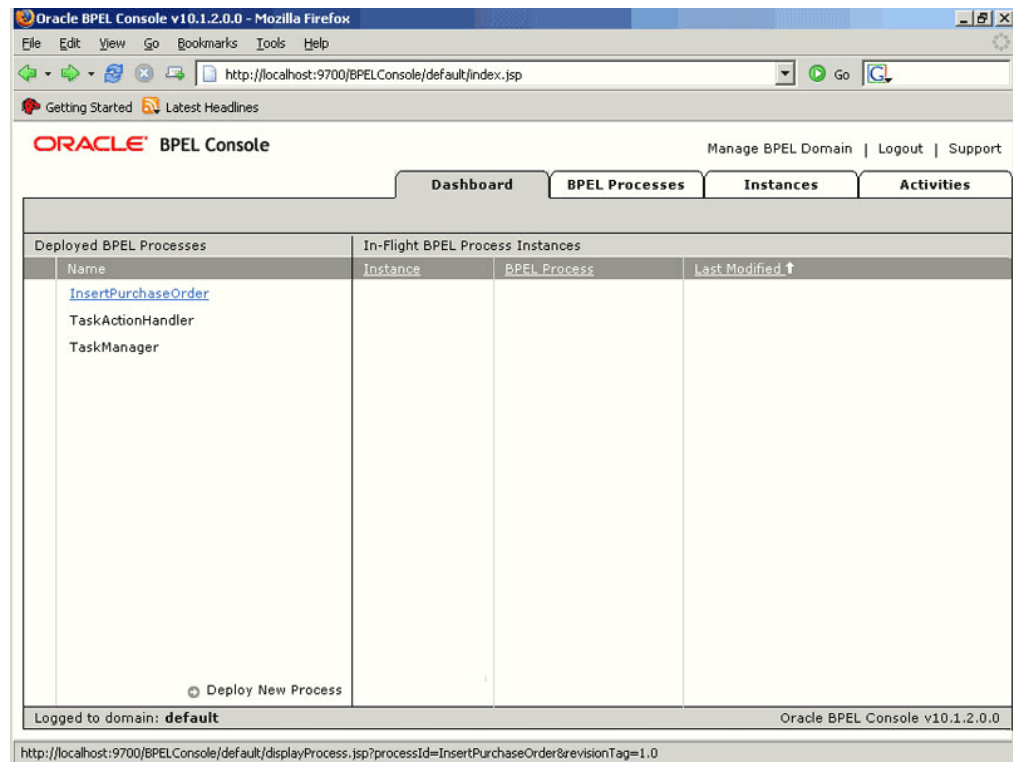 Oracle BPEL Console v10.1.2.0.0 - Mozilla Firefox
File Edit View Go Bookmarks Tools Help
http://localhost:9700/BPELConsole/default/index.jsp Go G
Getting Started Latest Headlines
ORACLE BPEL Console
Manage BPEL Domain | Logout | Support
Dashboard BPEL Processes Instances Activities
Deployed BPEL Processes In-Flight BPEL Process Instances
Name Instance BPEL Process Last Modified
InsertPurchaseOrder
TaskActionHandler
TaskManager
Deploy New Process
Logged to domain: default Oracle BPEL Console v10.1.2.0.0
http://localhost:9700/BPELConsole/default/displayProcess.jsp?processId=InsertPurchaseOrder&revisionTag=1.0